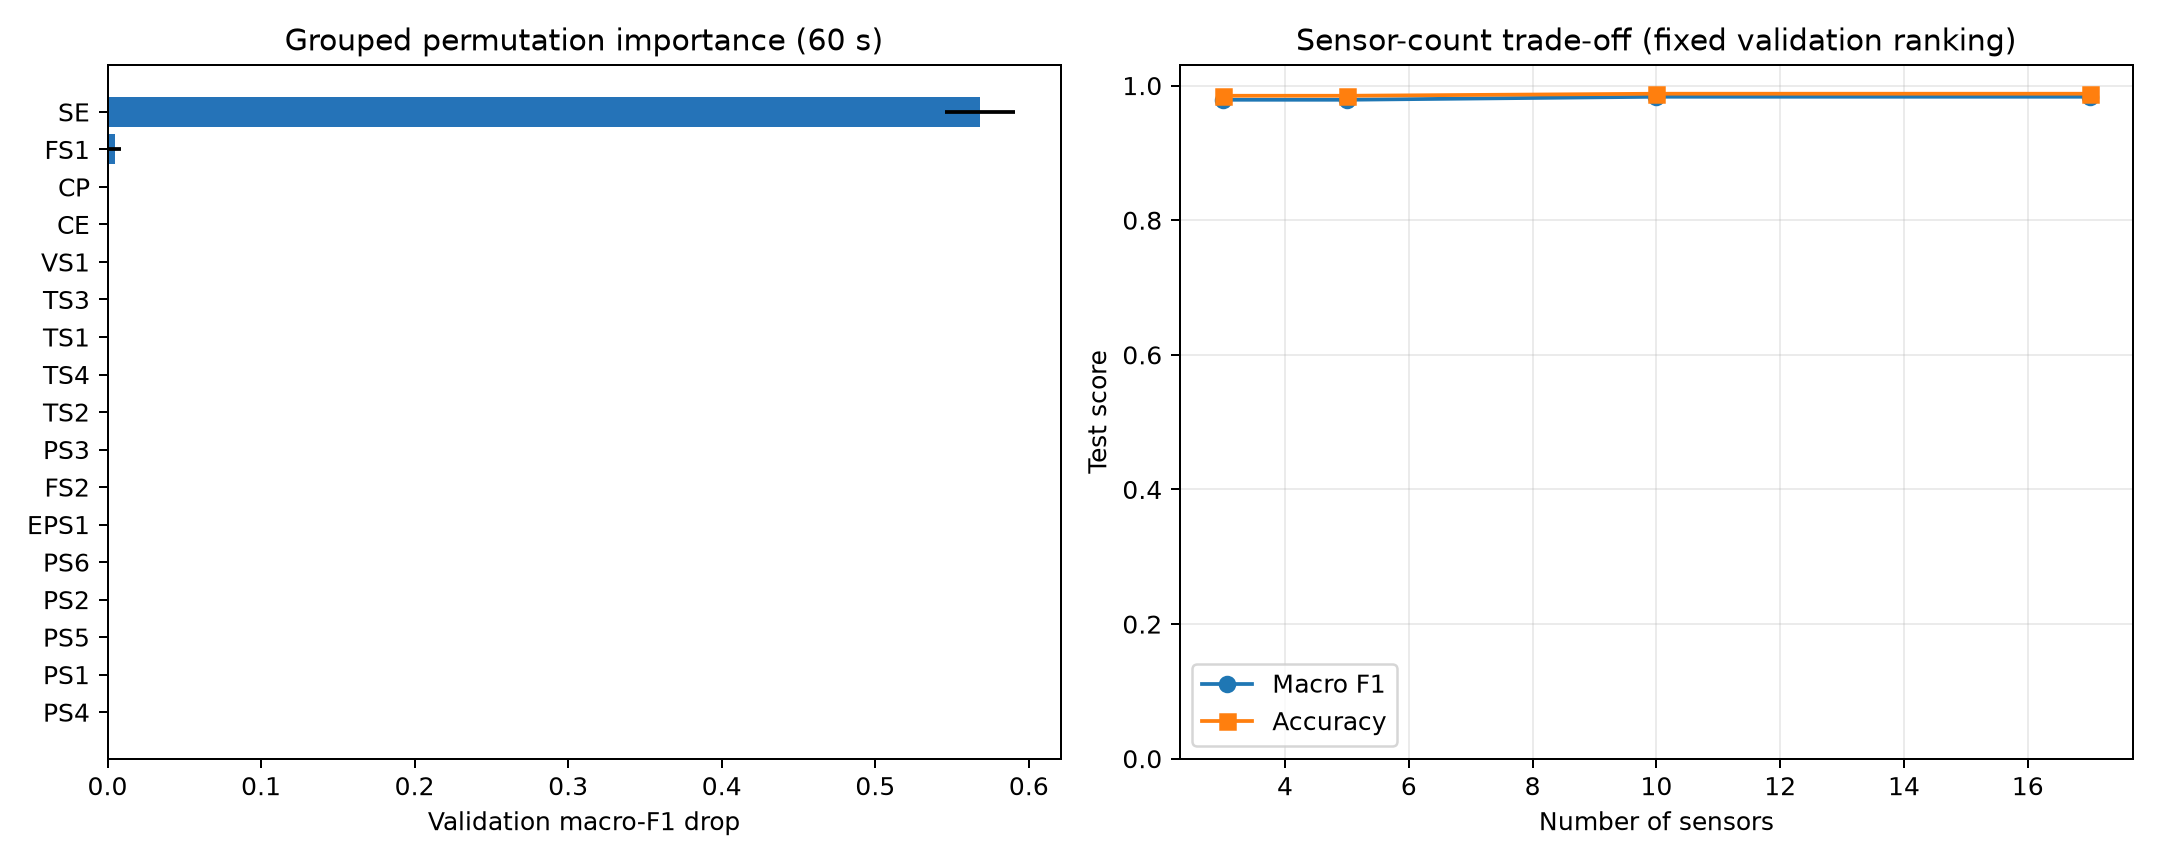 Grouped permutation importance (60 s)
SE
FS1
CP
CE
VS1
TS3
TS1
TS4
TS2
PS3
FS2
EPS1
PS6
PS2
PS5
PS1
PS4
0.0 0.1 0.2 0.3 0.4 0.5 0.6
Validation macro-F1 drop
Sensor-count trade-off (fixed validation ranking)
Test score
1.0
0.8
0.6
0.4
0.2
0.0
Macro F1
Accuracy
4 6 8 10 12 14 16
Number of sensors